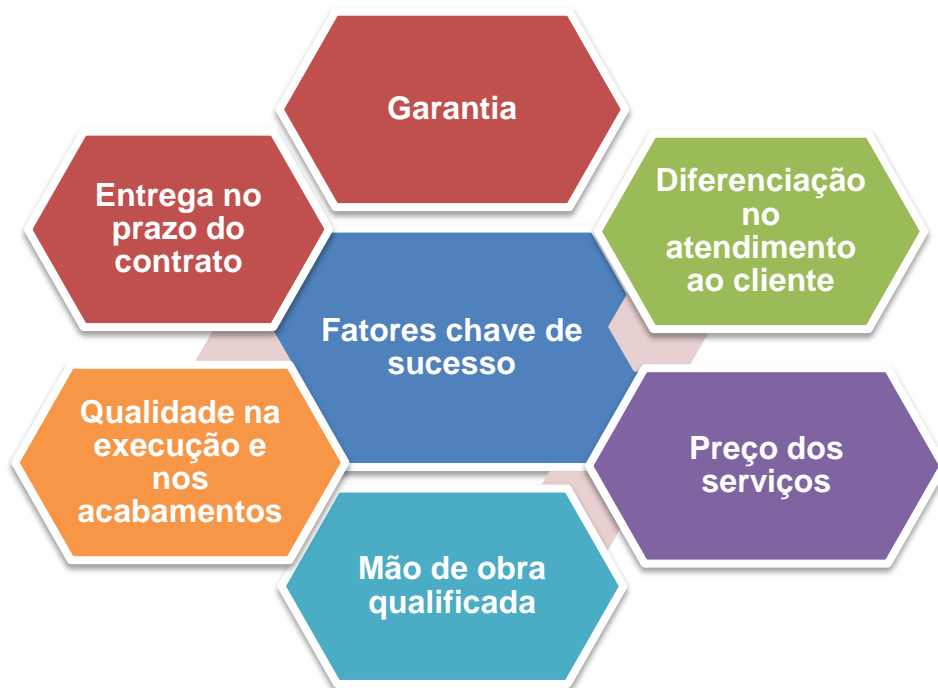 Garantia
Diferenciação
no
atendimento
ao cliente
Entrega no
prazo do
contrato
Fatores chave de
sucesso
Preço dos
serviços
Qualidade na
execução e
nos
acabamentos
Mão de obra
qualificada